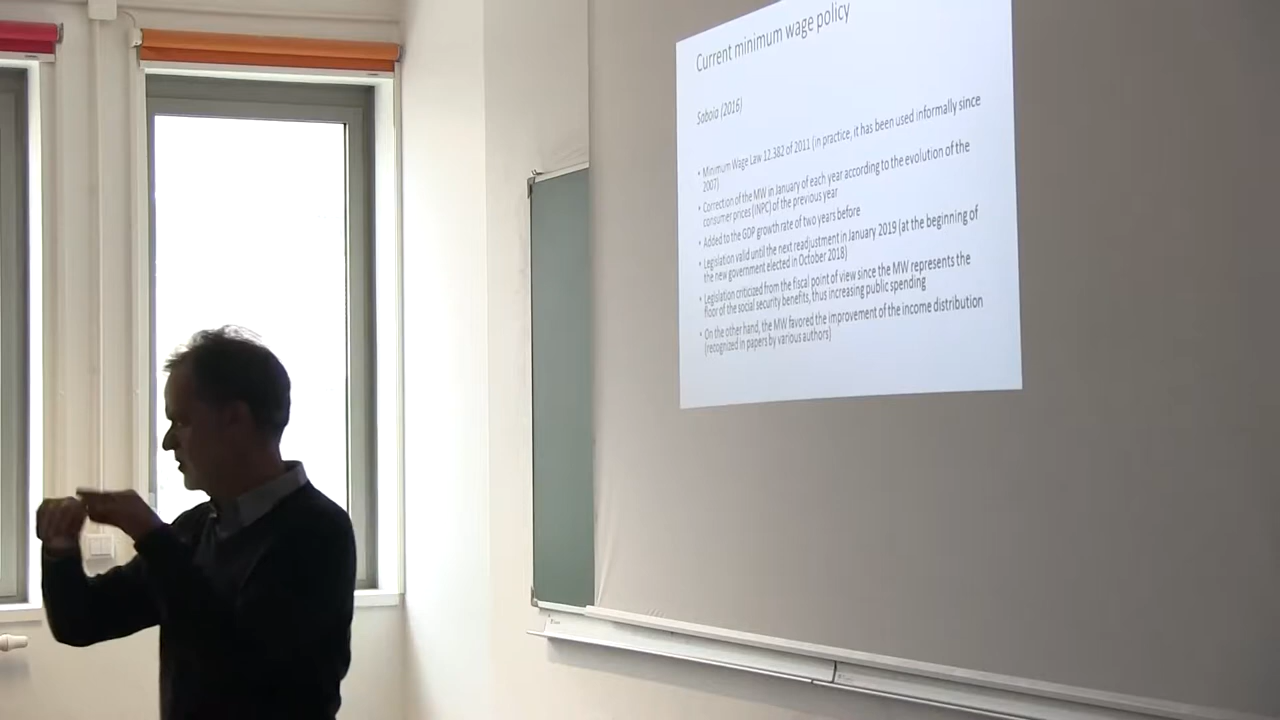 Current minimum wage policy
Saboia (2016)
• Minimum Wage Law 12.382 of 2011 (in practice, it has been used informally since
2007)
• Correction of the MW in January of each year according to the evolution of the
consumer prices (INPC) of the previous year
• Added to the GDP growth rate of two years before
• Legislation valid until the next readjustment in January 2019 (at the beginning of
the new government elected in October 2018)
• Legislation criticized from the fiscal point of view since the MW represents the
floor of the social security benefits, thus increasing public spending
• On the other hand, the MW favored the improvement of the income distribution
(recognized in papers by various authors)